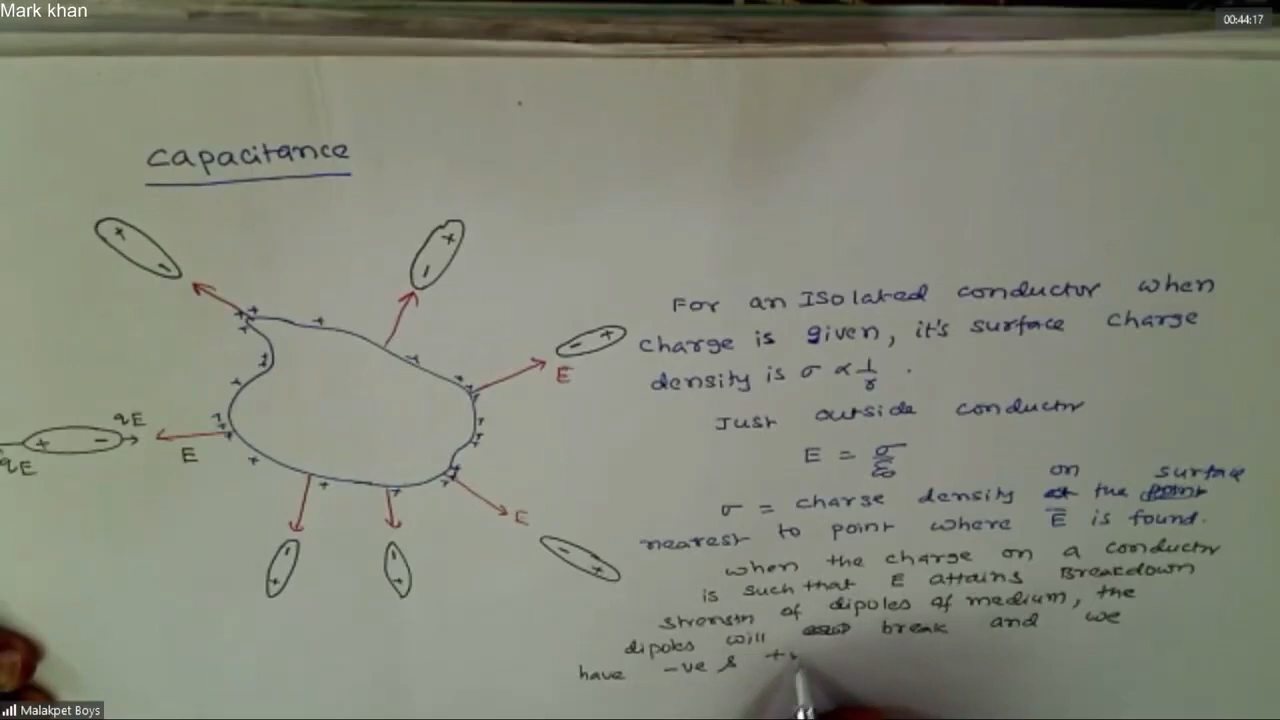 Mark khan
00:44:17
Capacitance
For an Isolated conductor when
charge is given, it's surface charge
density is σ ∝ 1/r .
Just outside conductor
E = σ/ε₀
σ = charge density on the surface
nearest to point where E is found.
when the charge on a conductor
is such that E attains Breakdown
strength of dipoles of medium, the
dipoles will break and we
have -ve & +
+ -
- +
- +
E
qE
+ -
qE
E
E
- +
- +
- +
Malakpet Boys